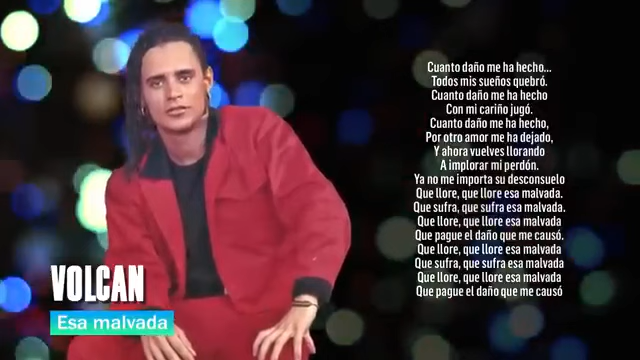 Cuanto daño me ha hecho...
Todos mis sueños quebró.
Cuanto daño me ha hecho
Con mi cariño jugó.
Cuanto daño me ha hecho,
Por otro amor me ha dejado,
Y ahora vuelves llorando
A implorar mi perdón.
Ya no me importa su desconsuelo
Que llore, que llore esa malvada.
Que sufra, que sufra esa malvada.
Que llore, que llore esa malvada
Que pague el daño que me causó.
Que llore, que llore esa malvada
Que sufra, que sufra esa malvada
Que llore, que llore esa malvada
Que pague el daño que me causó
VOLCAN
Esa malvada